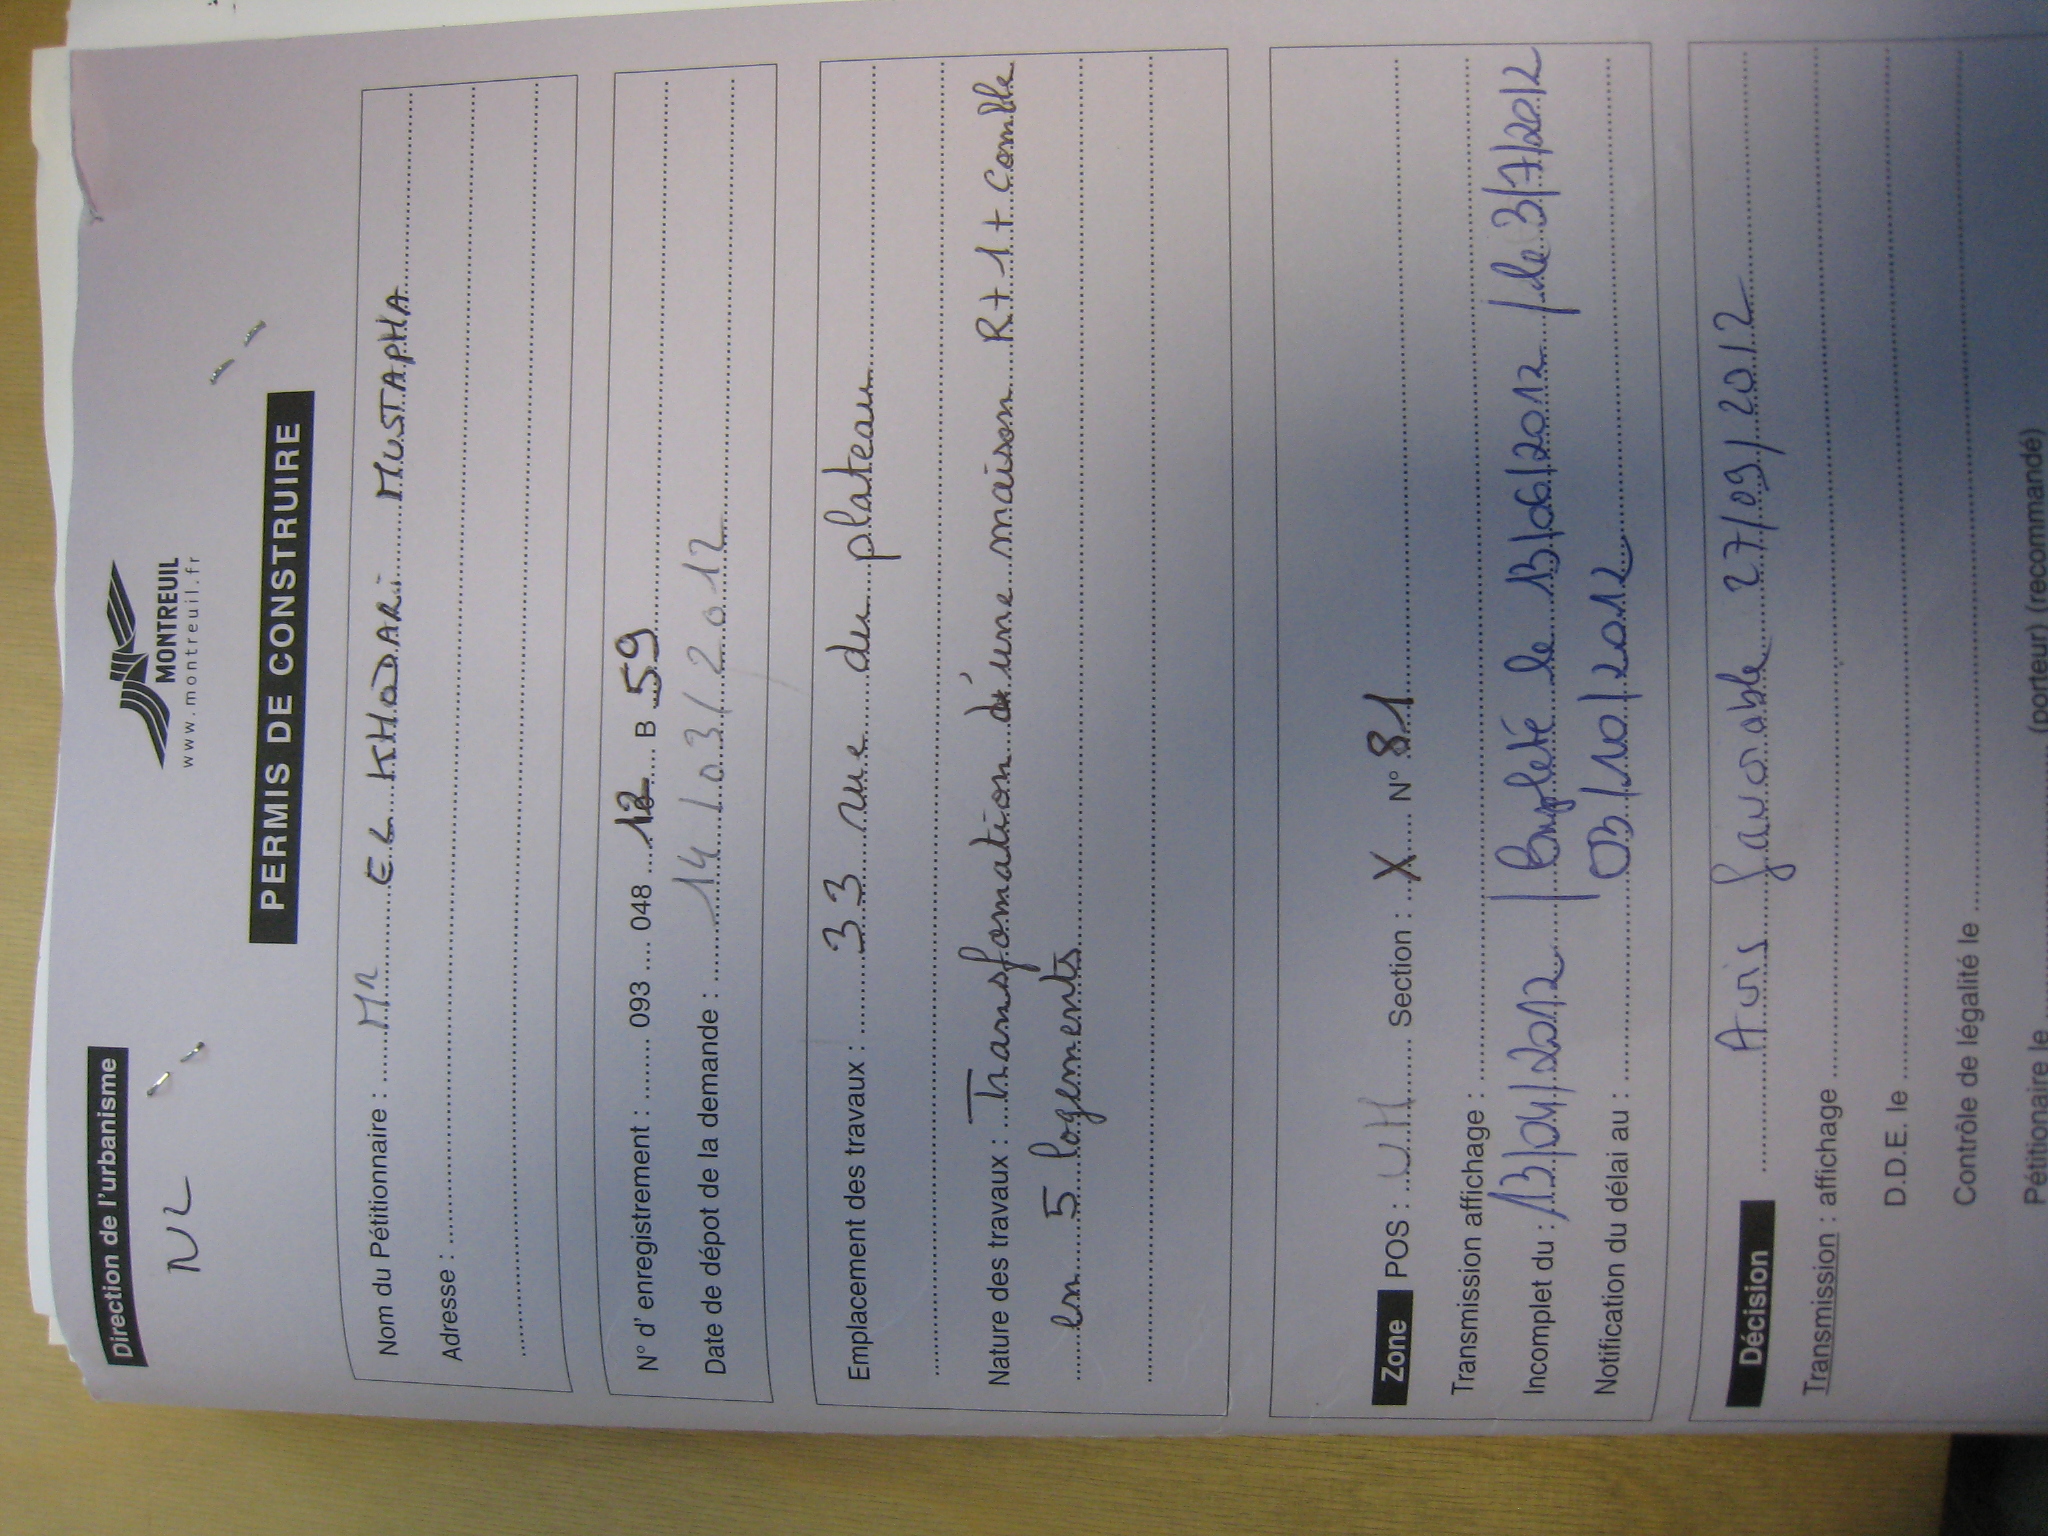 Direction de l'urbanisme
NL
MONTREUIL
www.montreuil.fr
PERMIS DE CONSTRUIRE
Nom du Pétitionnaire : Mr EL KHODARi MUSTAPHA
Adresse :
N° d' enregistrement : 093 048 12 B 59
Date de dépôt de la demande : 14/03/2012
Emplacement des travaux : 33 rue du plateau
Nature des travaux : Transfomation d'une maison R+1+comble
en 5 logements
Zone POS : UH Section : X N° 81
Transmission affichage :
Incomplet du : 13/04/2012 / Complété le 13/06/2012 / le 3/7/2012
Notification du délai au : 03/10/2012
Décision Avis favorable 27/09/2012
Transmission : affichage
D.D.E. le
Contrôle de légalité le
Pétitionaire le (porteur) (recommandé)